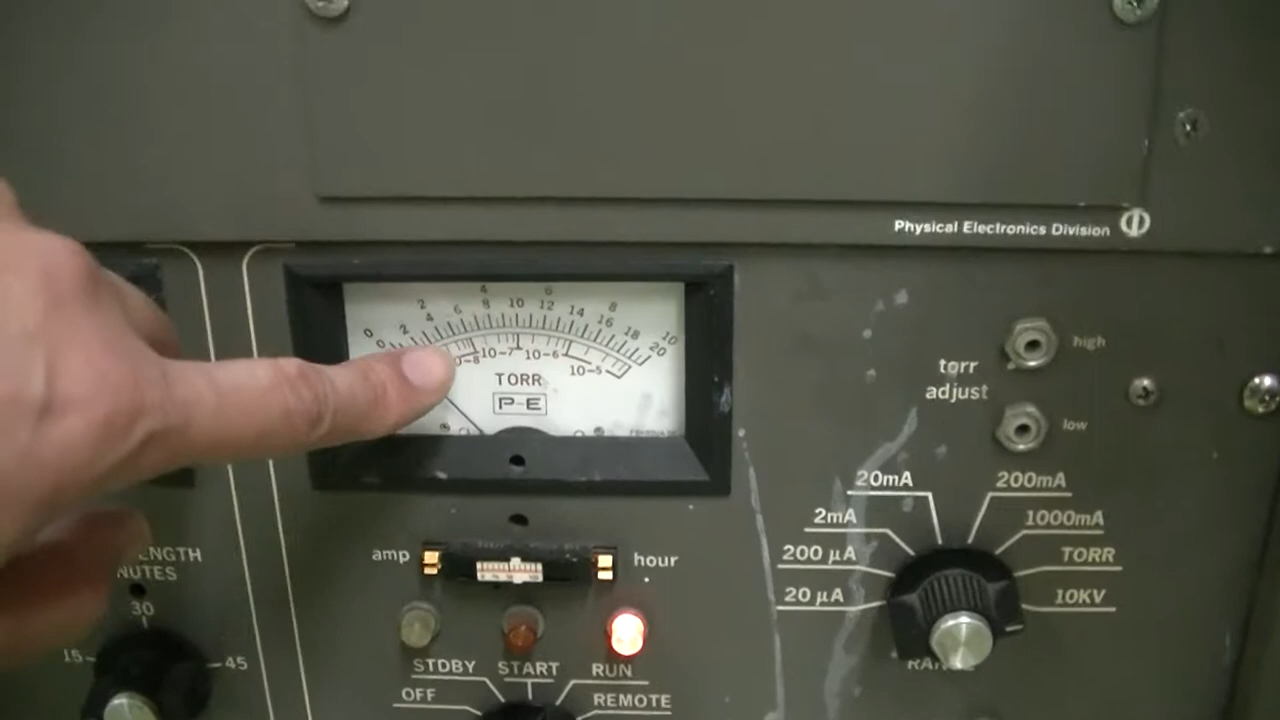 Physical Electronics Division
4 6
2 6 8 10 12 14 8
0 2 4 16 18 10
0 20
10-7 10-6
10-5
TORR
P-E
high
torr
adjust
low
20mA 200mA
2mA 1000mA
amp hour
200 µA TORR
20 µA 10KV
NUTES
30
15 45
STDBY START RUN
OFF REMOTE